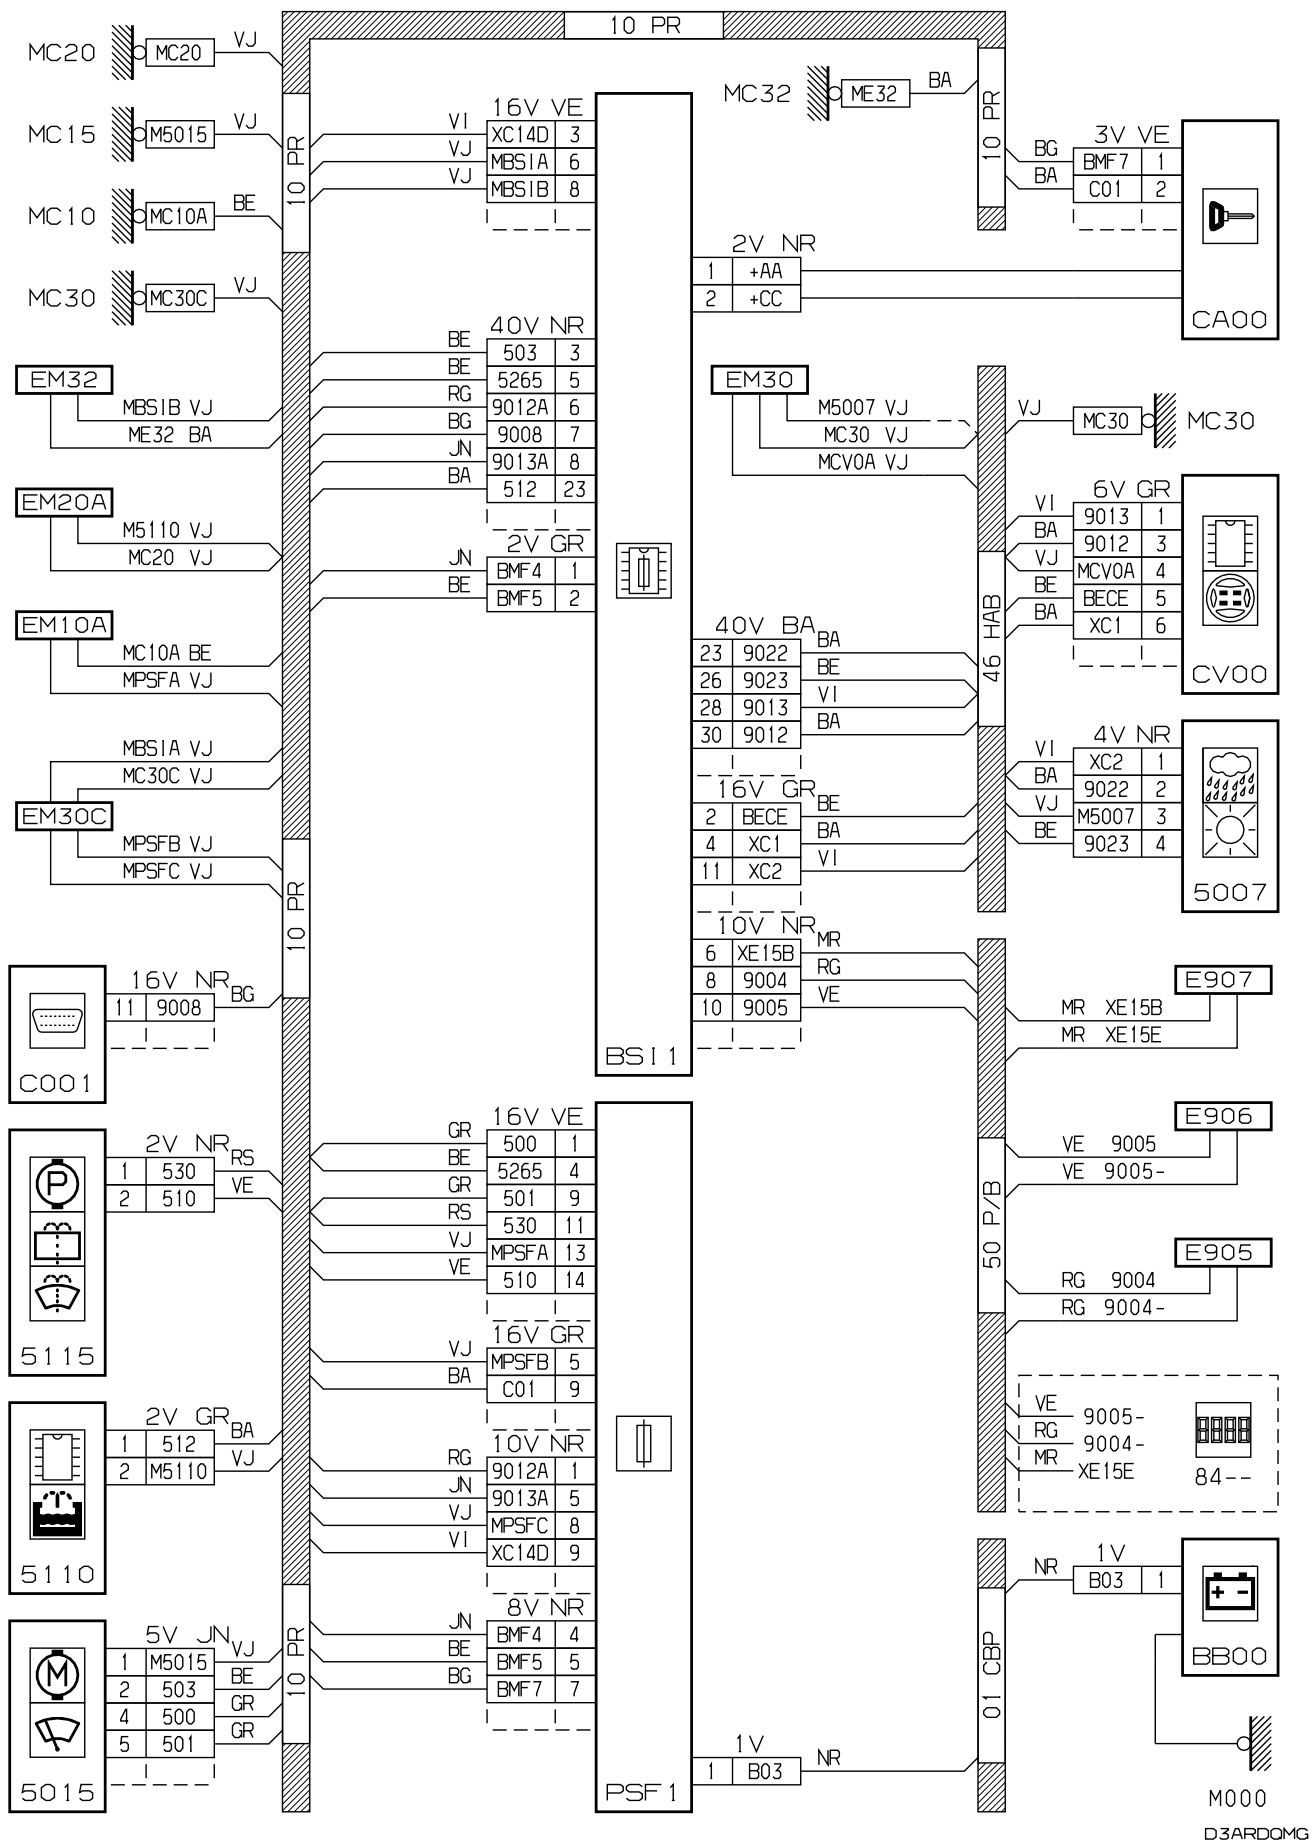 10 PR
MC20 MC20 VJ
MC32 ME32 BA
10 PR
MC15 M5015 VJ
10 PR
16V VE
VI XC14D 3
VJ MBSIA 6
VJ MBSIB 8
3V VE
BG BMF7 1
BA C01 2
CA00
MC10 MC10A BE
2V NR
1 +AA
2 +CC
MC30 MC30C VJ
40V NR
BE 503 3
BE 5265 5
RG 9012A 6
BG 9008 7
JN 9013A 8
BA 512 23
EM32
MBSIB VJ
ME32 BA
EM30
M5007 VJ
MC30 VJ
MCV0A VJ
VJ MC30 MC30
EM20A
M5110 VJ
MC20 VJ
2V GR
JN BMF4 1
BE BMF5 2
6V GR
VI 9013 1
BA 9012 3
VJ MCV0A 4
BE BECE 5
BA XC1 6
CV00
46 HAB
EM10A
MC10A BE
MPSFA VJ
40V BA
23 9022 BA
26 9023 BE
28 9013 VI
30 9012 BA
4V NR
VI XC2 1
BA 9022 2
VJ M5007 3
BE 9023 4
5007
MBSIA VJ
MC30C VJ
EM30C
MPSFB VJ
MPSFC VJ
10 PR
16V GR
2 BECE BE
4 XC1 BA
11 XC2 VI
10V NR
6 XE15B MR
8 9004 RG
10 9005 VE
BSI1
16V NR
11 9008 BG
C001
E907
MR XE15B
MR XE15E
E906
VE 9005
VE 9005-
50 P/B
E905
RG 9004
RG 9004-
VE 9005-
RG 9004-
MR XE15E
84--
2V NR
1 530 RS
2 510 VE
P
5115
16V VE
GR 500 1
BE 5265 4
GR 501 9
RS 530 11
VJ MPSFA 13
VE 510 14
16V GR
VJ MPSFB 5
BA C01 9
2V GR
1 512 BA
2 M5110 VJ
5110
10V NR
RG 9012A 1
JN 9013A 5
VJ MPSFC 8
VI XC14D 9
8V NR
JN BMF4 4
BE BMF5 5
BG BMF7 7
10 PR
5V JN
1 M5015 VJ
2 503 BE
4 500 GR
5 501 GR
M
5015
1V
1 B03 NR
PSF1
01 CBP
1V
NR B03 1
+ -
BB00
M000
D3ARDQMG